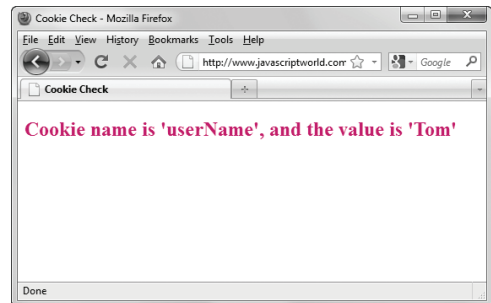 Cookie Check - Mozilla Firefox
File Edit View History Bookmarks Tools Help
http://www.javascriptworld.com
Google
Cookie Check
Cookie name is 'userName', and the value is 'Tom'
Done